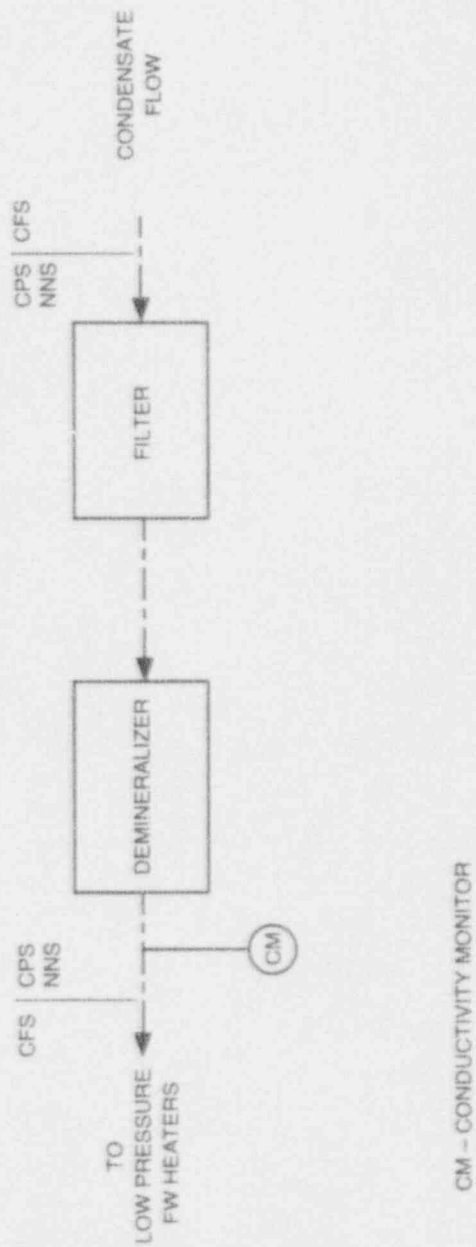 CFS
CPS
NNS
TO
LOW PRESSURE
FW HEATERS
CM
DEMINERALIZER
FILTER
CPS
NNS
CFS
CONDENSATE
FLOW
CM – CONDUCTIVITY MONITOR